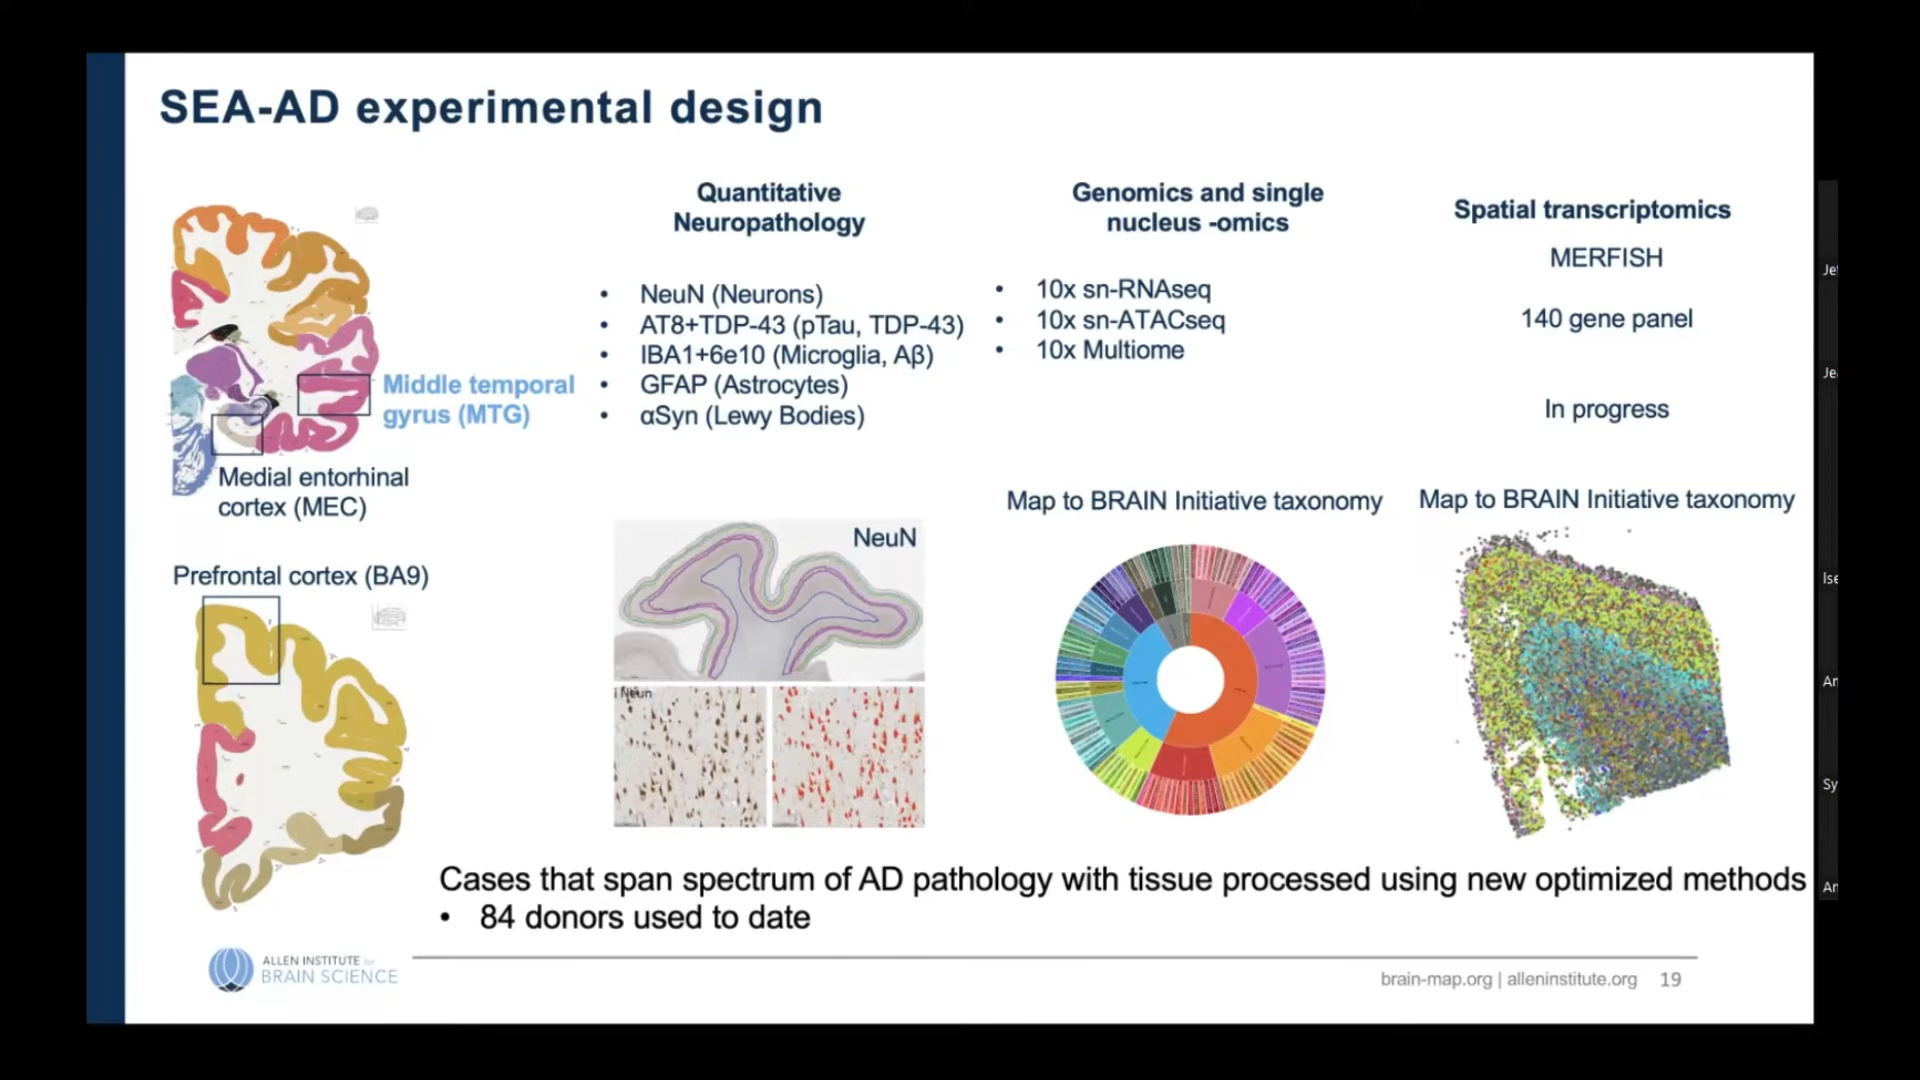 SEA-AD experimental design
Quantitative
Neuropathology
NeuN (Neurons)
AT8+TDP-43 (pTau, TDP-43)
IBA1+6e10 (Microglia, Aβ)
GFAP (Astrocytes)
αSyn (Lewy Bodies)
Genomics and single
nucleus -omics
10x sn-RNAseq
10x sn-ATACseq
10x Multiome
Spatial transcriptomics
MERFISH
140 gene panel
In progress
Middle temporal
gyrus (MTG)
Medial entorhinal
cortex (MEC)
Prefrontal cortex (BA9)
NeuN
Neun
Map to BRAIN Initiative taxonomy
Map to BRAIN Initiative taxonomy
Cases that span spectrum of AD pathology with tissue processed using new optimized methods
• 84 donors used to date
ALLEN INSTITUTE for
BRAIN SCIENCE
brain-map.org | alleninstitute.org 19